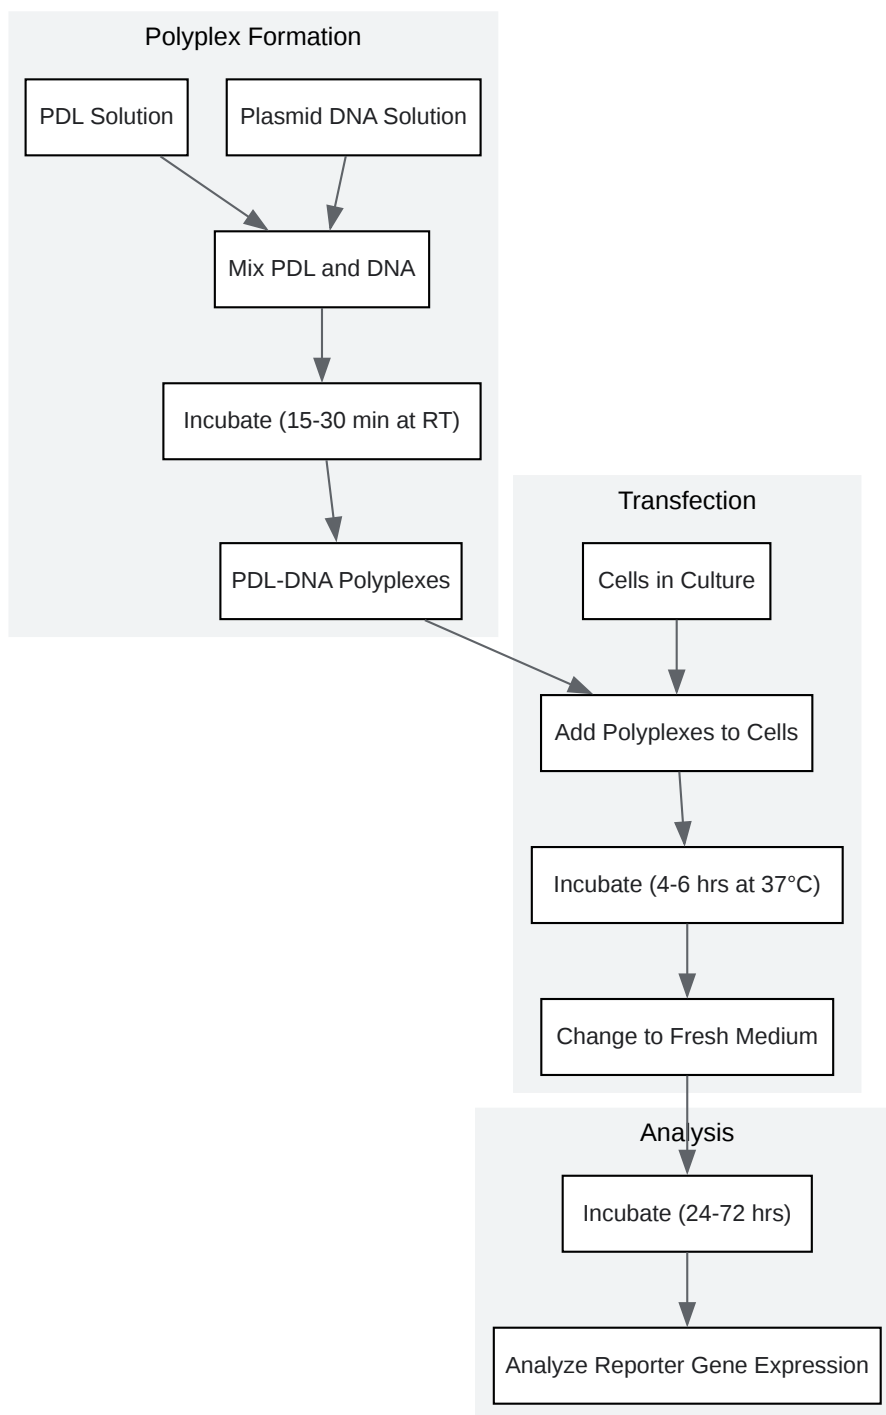 Polyplex Formation
PDL Solution
Plasmid DNA Solution
Mix PDL and DNA
Incubate (15-30 min at RT)
PDL-DNA Polyplexes
Transfection
Cells in Culture
Add Polyplexes to Cells
Incubate (4-6 hrs at 37°C)
Change to Fresh Medium
Analysis
Incubate (24-72 hrs)
Analyze Reporter Gene Expression